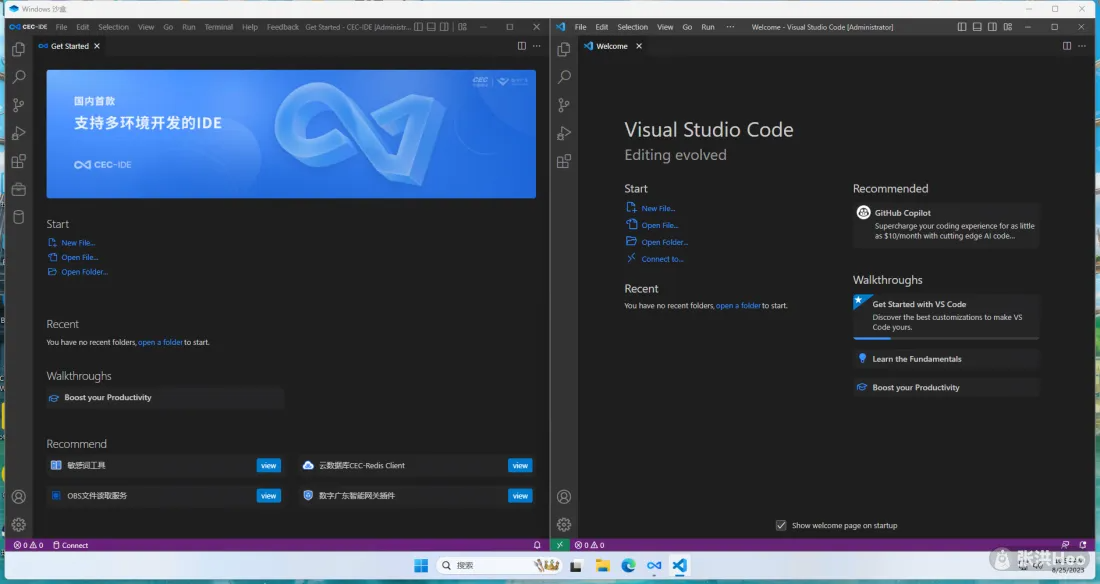 Windows 沙盒
CEC-IDE File Edit Selection View Go Run Terminal Help Feedback Get Started - CEC-IDE [Administr...
Get Started
CEC
国内首款
支持多环境开发的IDE
CEC-IDE
Start
New File...
Open File...
Open Folder...
Recent
You have no recent folders, open a folder to start.
Walkthroughs
Boost your Productivity
Recommend
敏感词工具 view
云数据库CEC-Redis Client view
OBS文件读取服务 view
数字广东智能网关插件 view
0 0 Connect
File Edit Selection View Go Run ... Welcome - Visual Studio Code [Administrator]
Welcome
Visual Studio Code
Editing evolved
Start
New File...
Open File...
Open Folder...
Connect to...
Recent
You have no recent folders, open a folder to start.
Recommended
GitHub Copilot
Supercharge your coding experience for as little
as $10/month with cutting edge AI code...
Walkthroughs
Get Started with VS Code
Discover the best customizations to make VS
Code yours.
Learn the Fundamentals
Boost your Productivity
Show welcome page on startup
0 0
搜索
张洪Heo
8/25/2023